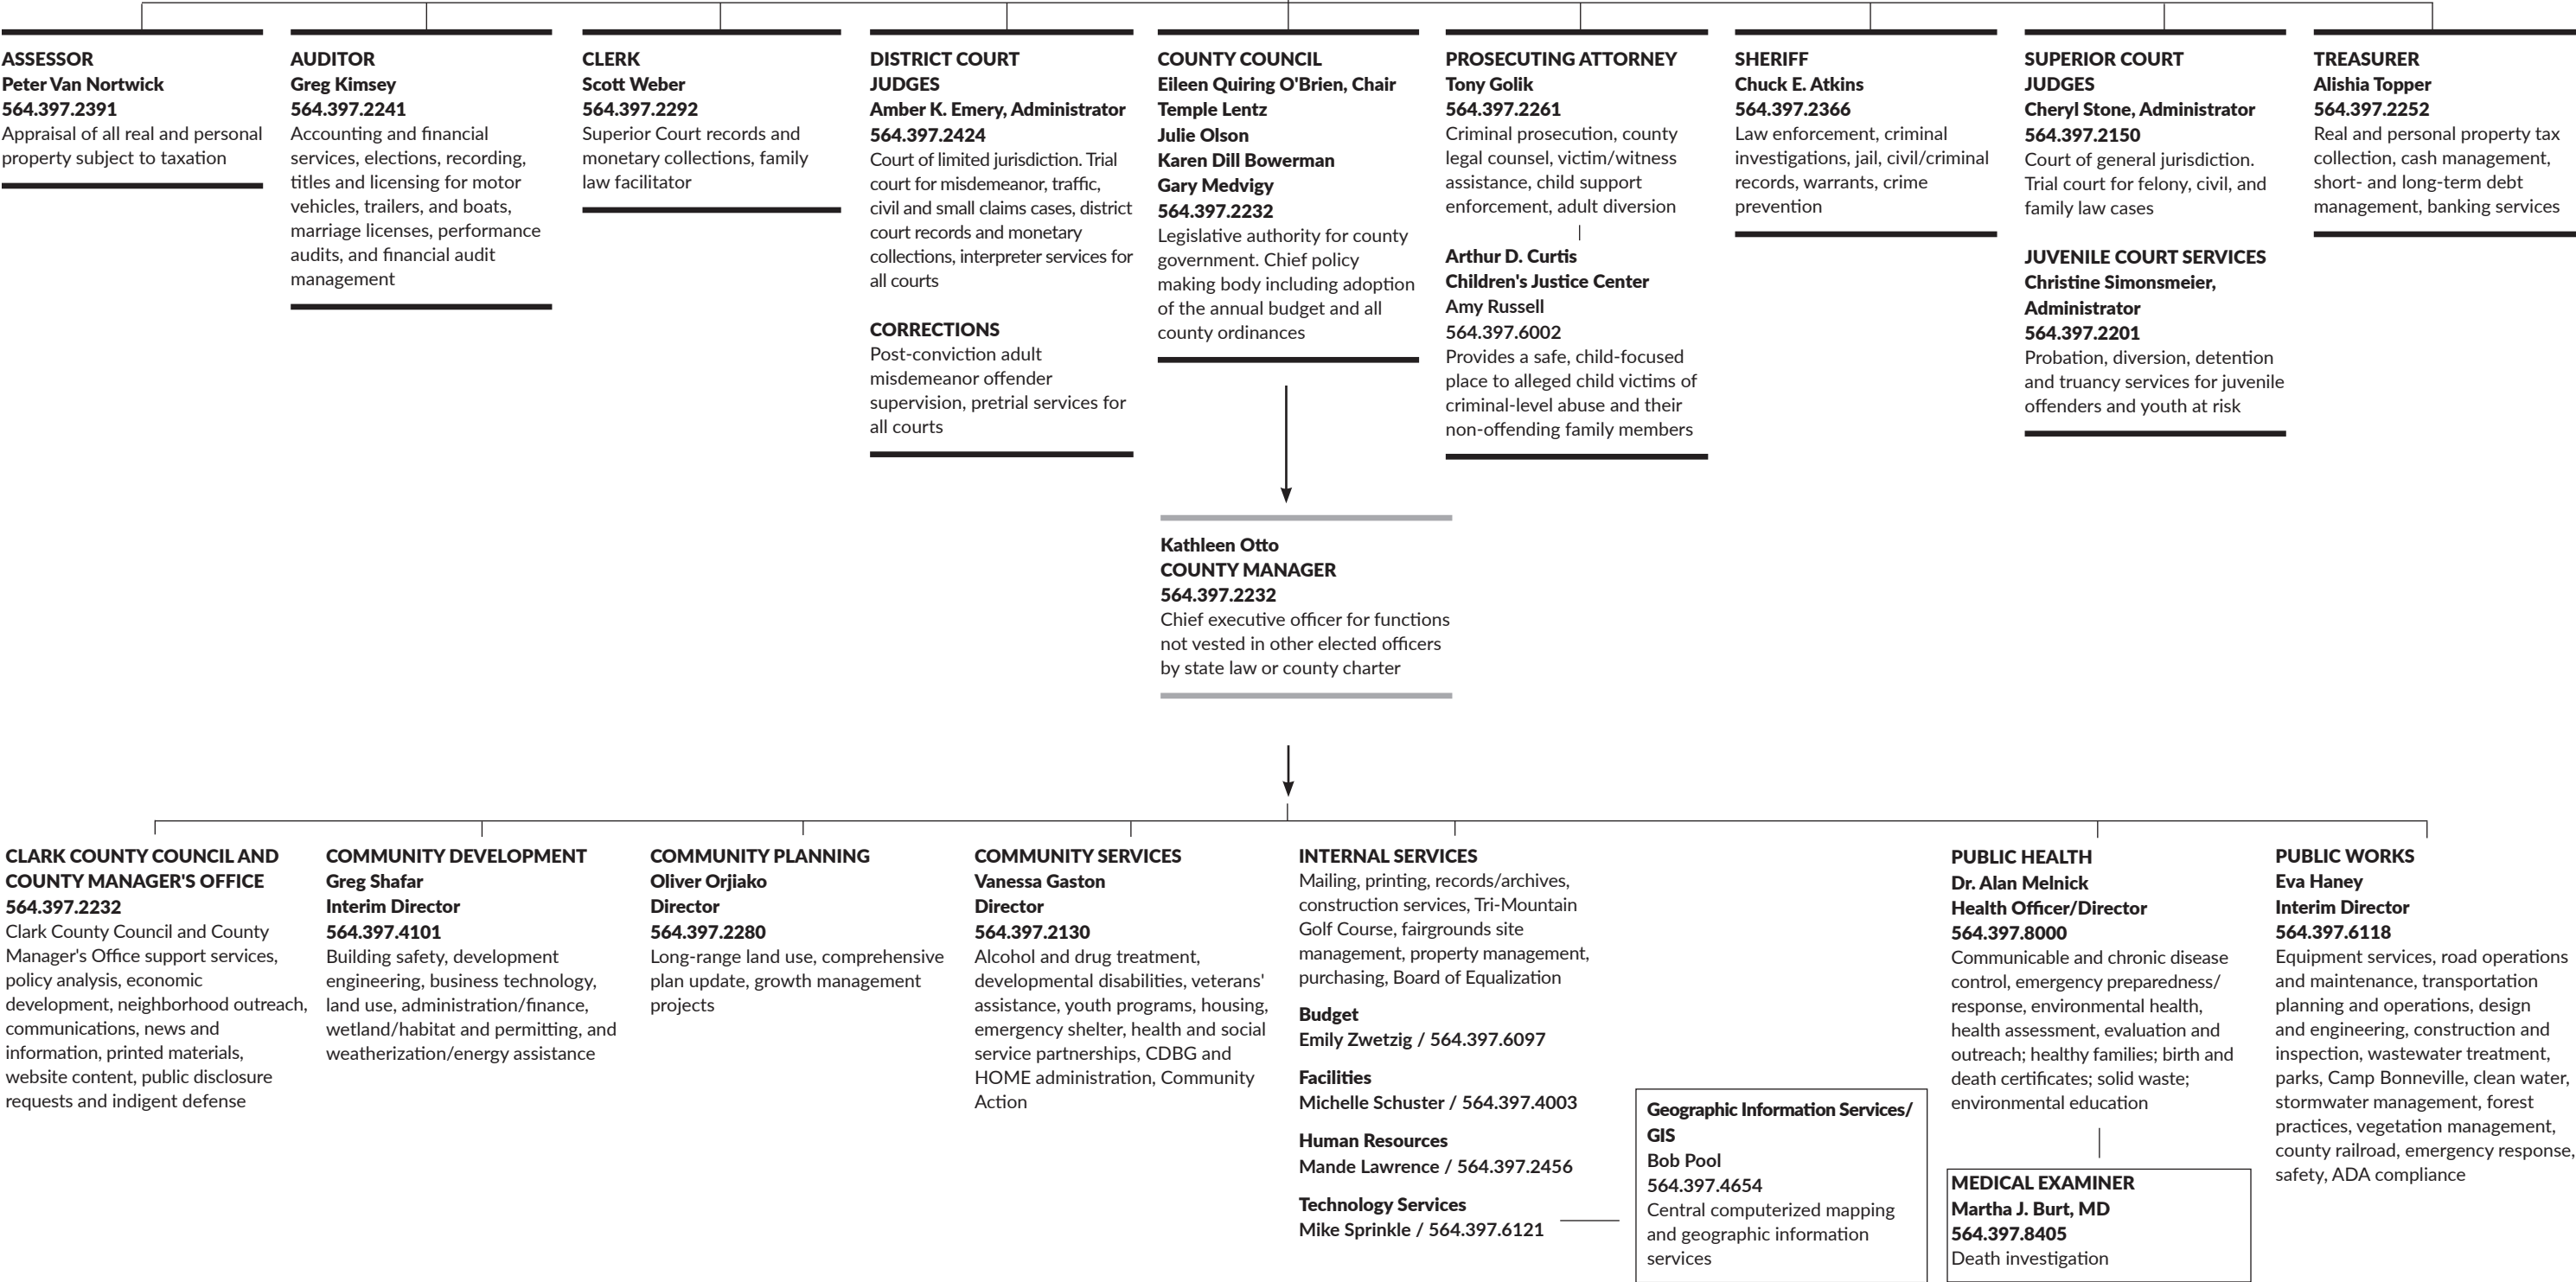 ASSESSOR
Peter Van Nortwick
564.397.2391
Appraisal of all real and personal
property subject to taxation
AUDITOR
Greg Kimsey
564.397.2241
Accounting and financial
services, elections, recording,
titles and licensing for motor
vehicles, trailers, and boats,
marriage licenses, performance
audits, and financial audit
management
CLERK
Scott Weber
564.397.2292
Superior Court records and
monetary collections, family
law facilitator
DISTRICT COURT
JUDGES
Amber K. Emery, Administrator
564.397.2424
Court of limited jurisdiction. Trial
court for misdemeanor, traffic,
civil and small claims cases, district
court records and monetary
collections, interpreter services for
all courts
CORRECTIONS
Post-conviction adult
misdemeanor offender
supervision, pretrial services for
all courts
COUNTY COUNCIL
Eileen Quiring O'Brien, Chair
Temple Lentz
Julie Olson
Karen Dill Bowerman
Gary Medvigy
564.397.2232
Legislative authority for county
government. Chief policy
making body including adoption
of the annual budget and all
county ordinances
PROSECUTING ATTORNEY
Tony Golik
564.397.2261
Criminal prosecution, county
legal counsel, victim/witness
assistance, child support
enforcement, adult diversion
Arthur D. Curtis
Children's Justice Center
Amy Russell
564.397.6002
Provides a safe, child-focused
place to alleged child victims of
criminal-level abuse and their
non-offending family members
SHERIFF
Chuck E. Atkins
564.397.2366
Law enforcement, criminal
investigations, jail, civil/criminal
records, warrants, crime
prevention
SUPERIOR COURT
JUDGES
Cheryl Stone, Administrator
564.397.2150
Court of general jurisdiction.
Trial court for felony, civil, and
family law cases
JUVENILE COURT SERVICES
Christine Simonsmeier,
Administrator
564.397.2201
Probation, diversion, detention
and truancy services for juvenile
offenders and youth at risk
TREASURER
Alishia Topper
564.397.2252
Real and personal property tax
collection, cash management,
short- and long-term debt
management, banking services
Kathleen Otto
COUNTY MANAGER
564.397.2232
Chief executive officer for functions
not vested in other elected officers
by state law or county charter
CLARK COUNTY COUNCIL AND
COUNTY MANAGER'S OFFICE
564.397.2232
Clark County Council and County
Manager's Office support services,
policy analysis, economic
development, neighborhood outreach,
communications, news and
information, printed materials,
website content, public disclosure
requests and indigent defense
COMMUNITY DEVELOPMENT
Greg Shafar
Interim Director
564.397.4101
Building safety, development
engineering, business technology,
land use, administration/finance,
wetland/habitat and permitting, and
weatherization/energy assistance
COMMUNITY PLANNING
Oliver Orjiako
Director
564.397.2280
Long-range land use, comprehensive
plan update, growth management
projects
COMMUNITY SERVICES
Vanessa Gaston
Director
564.397.2130
Alcohol and drug treatment,
developmental disabilities, veterans'
assistance, youth programs, housing,
emergency shelter, health and social
service partnerships, CDBG and
HOME administration, Community
Action
INTERNAL SERVICES
Mailing, printing, records/archives,
construction services, Tri-Mountain
Golf Course, fairgrounds site
management, property management,
purchasing, Board of Equalization
Budget
Emily Zwetzig / 564.397.6097
Facilities
Michelle Schuster / 564.397.4003
Human Resources
Mande Lawrence / 564.397.2456
Technology Services
Mike Sprinkle / 564.397.6121
Geographic Information Services/
GIS
Bob Pool
564.397.4654
Central computerized mapping
and geographic information
services
PUBLIC HEALTH
Dr. Alan Melnick
Health Officer/Director
564.397.8000
Communicable and chronic disease
control, emergency preparedness/
response, environmental health,
health assessment, evaluation and
outreach; healthy families; birth and
death certificates; solid waste;
environmental education
MEDICAL EXAMINER
Martha J. Burt, MD
564.397.8405
Death investigation
PUBLIC WORKS
Eva Haney
Interim Director
564.397.6118
Equipment services, road operations
and maintenance, transportation
planning and operations, design
and engineering, construction and
inspection, wastewater treatment,
parks, Camp Bonneville, clean water,
stormwater management, forest
practices, vegetation management,
county railroad, emergency response,
safety, ADA compliance